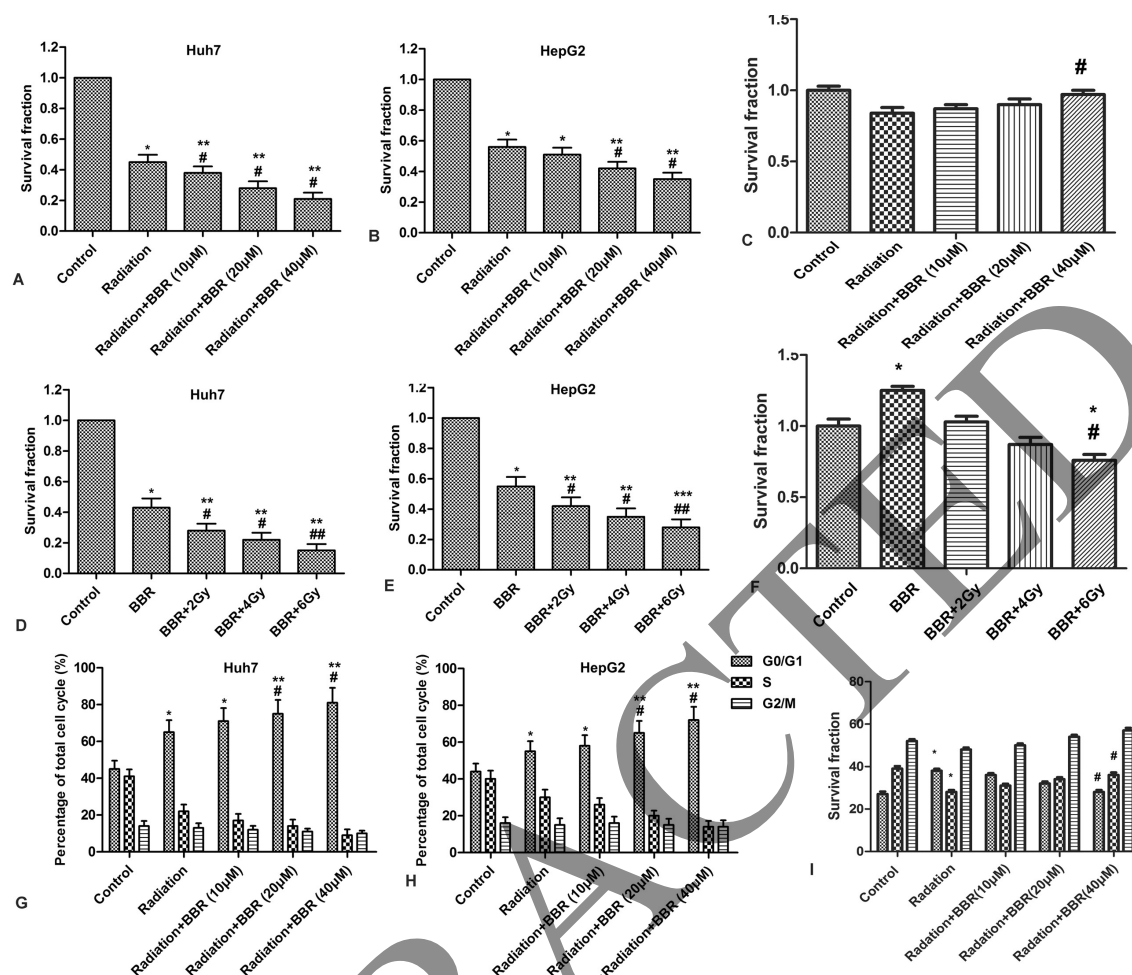 Huh7
Survival fraction
1.2
1.0
0.8
0.6
0.4
0.2
0.0
*
**
#
**
#
**
#
Control
Radiation
Radiation+BBR (10μM)
Radiation+BBR (20μM)
Radiation+BBR (40μM)
A
HepG2
Survival fraction
1.2
1.0
0.8
0.6
0.4
0.2
0.0
*
*
**
#
**
#
Control
Radiation
Radiation+BBR (10μM)
Radiation+BBR (20μM)
Radiation+BBR (40μM)
B
Survival fraction
1.5
1.0
0.5
0.0
#
Control
Radiation
Radiation+BBR (10μM)
Radiation+BBR (20μM)
Radiation+BBR (40μM)
C
Huh7
Survival fraction
1.2
1.0
0.8
0.6
0.4
0.2
0.0
*
**
#
**
#
**
##
Control
BBR
BBR+2Gy
BBR+4Gy
BBR+6Gy
D
HepG2
Survival fraction
1.2
1.0
0.8
0.6
0.4
0.2
0.0
*
**
#
**
#
***
##
Control
BBR
BBR+2Gy
BBR+4Gy
BBR+6Gy
E
Survival fraction
1.5
1.0
0.5
0.0
*
*
#
Control
BBR
BBR+2Gy
BBR+4Gy
BBR+6Gy
F
Huh7
Percentage of total cell cycle (%)
100
80
60
40
20
0
*
*
**
#
**
#
Control
Radiation
Radiation+BBR (10μM)
Radiation+BBR (20μM)
Radiation+BBR (40μM)
G
HepG2
Percentage of total cell cycle (%)
100
80
60
40
20
0
*
*
**
#
**
#
Control
Radiation
Radiation+BBR (10μM)
Radiation+BBR (20μM)
Radiation+BBR (40μM)
H
G0/G1
S
G2/M
Survival fraction
80
60
40
20
0
*
*
#
#
Control
Radation
Radation+BBR(10μM)
Radation+BBR(20μM)
Radation+BBR(40μM)
I
RACTED